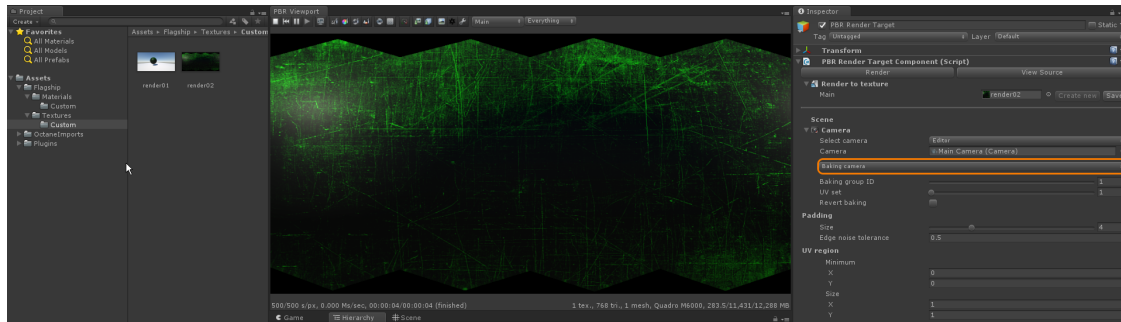 Project
Create
Favorites
All Materials
All Models
All Prefabs
Assets
Flagship
Materials
Custom
Textures
Custom
OctaneImports
Plugins
Assets ▸ Flagship ▸ Textures ▸ Custom
render01 render02
PBR Viewport
Main Everything
500/500 s/px, 0.000 Ms/sec, 00:00:04/00:00:04 (finished) 1 tex., 768 tri., 1 mesh, Quadro M6000, 283.5/11,431/12,288 MB
Game Hierarchy Scene
Inspector
PBR Render Target Static
Tag Untagged Layer Default
Transform
PBR Render Target Component (Script)
Render View Source
Render to texture
Main render02 Create new Save
Scene
Camera
Select camera Editor
Camera Main Camera (Camera)
Baking camera
Baking group ID 1
UV set 1
Revert baking
Padding
Size 4
Edge noise tolerance 0.5
UV region
Minimum
X 0
Y 0
Size
X 1
Y 1